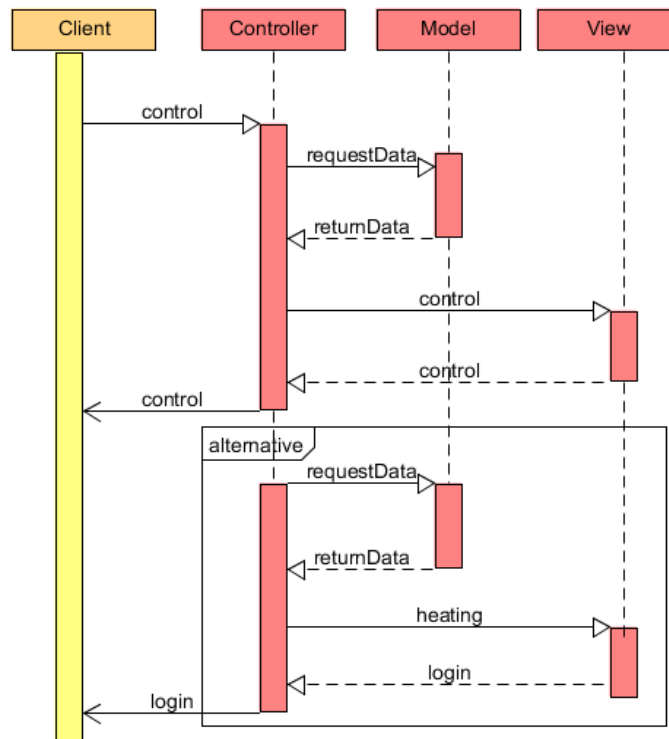 Client
Controller
Model
View
control
requestData
returnData
control
control
control
alternative
requestData
returnData
heating
login
login